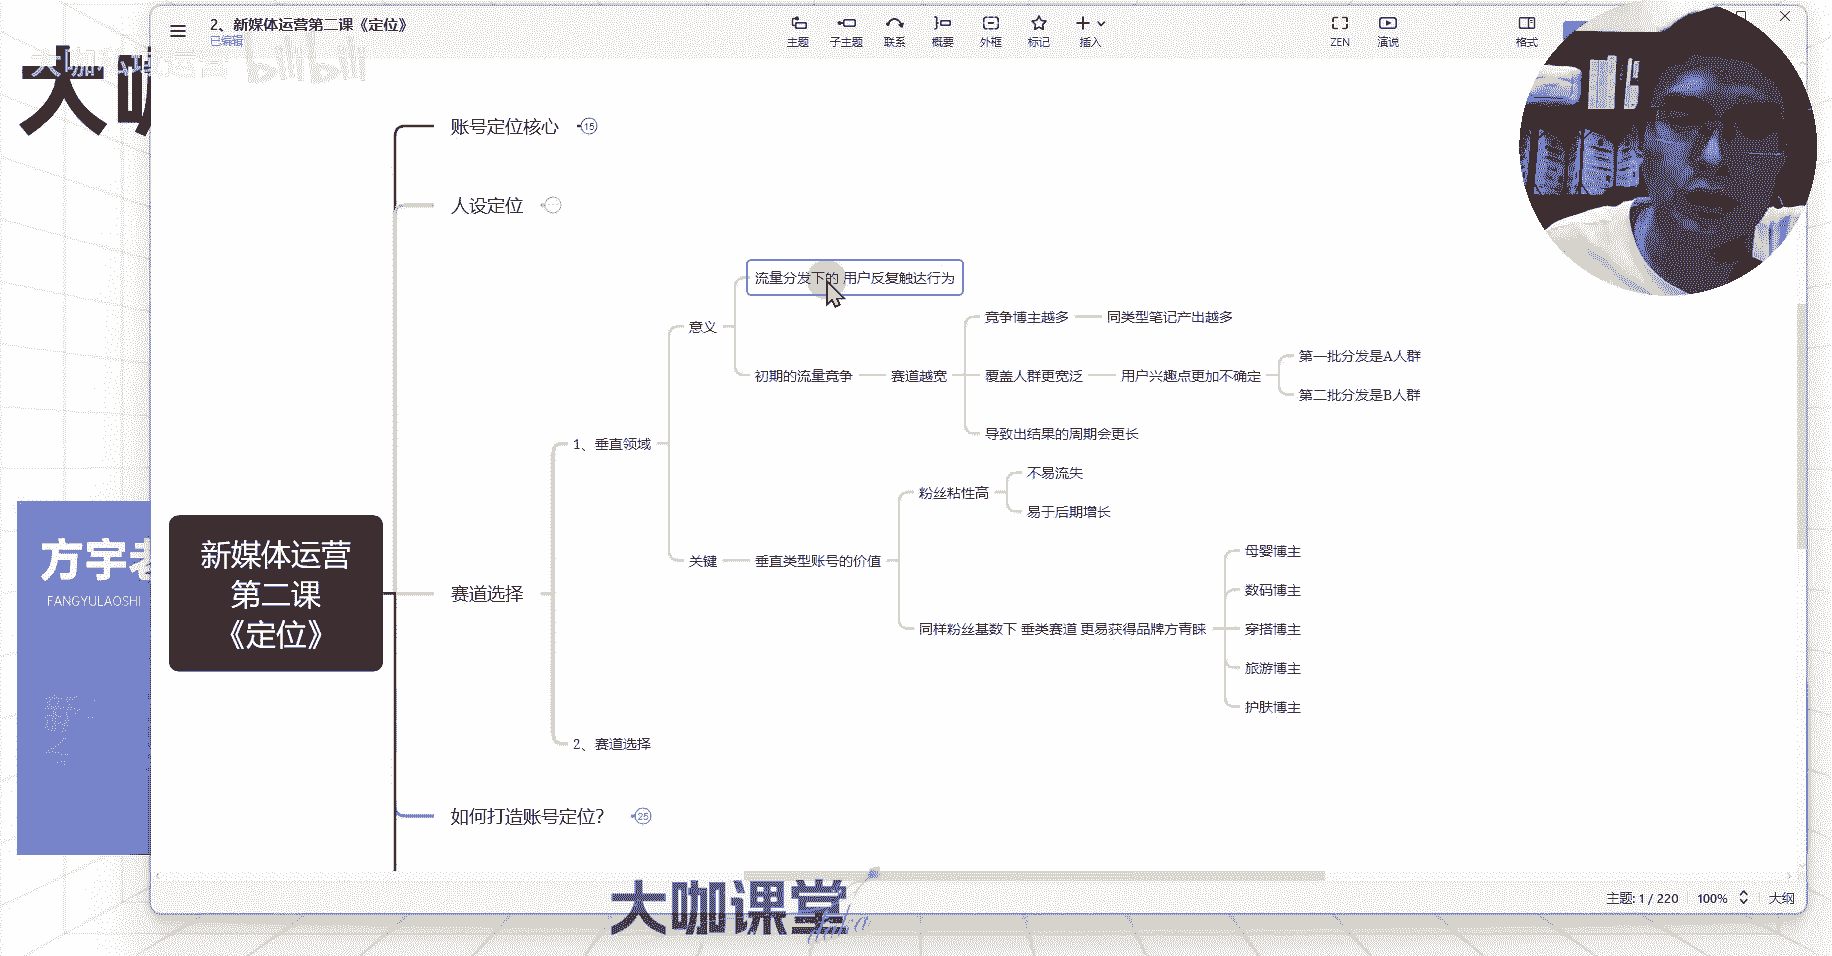 2、新媒体运营第二课《定位》
已编辑
主题
子主题
联系
概要
外框
标记
插入
ZEN
演说
格式
大咖私域运营
bilibili
大咖
账号定位核心
15
人设定位
流量分发下的 用户反复触达行为
意义
竞争博主越多
同类型笔记产出越多
初期的流量竞争
赛道越宽
覆盖人群更宽泛
用户兴趣点更加不确定
第一批分发是A人群
第二批分发是B人群
导致出结果的周期会更长
1、垂直领域
粉丝粘性高
不易流失
易于后期增长
关键
垂直类型账号的价值
同样粉丝基数下 垂类赛道 更易获得品牌方青睐
母婴博主
数码博主
穿搭博主
旅游博主
护肤博主
新媒体运营
第二课
《定位》
赛道选择
2、赛道选择
如何打造账号定位？
25
方宇老
FANGYULAOSHI
主题: 1 / 220
100%
大纲
大咖课堂